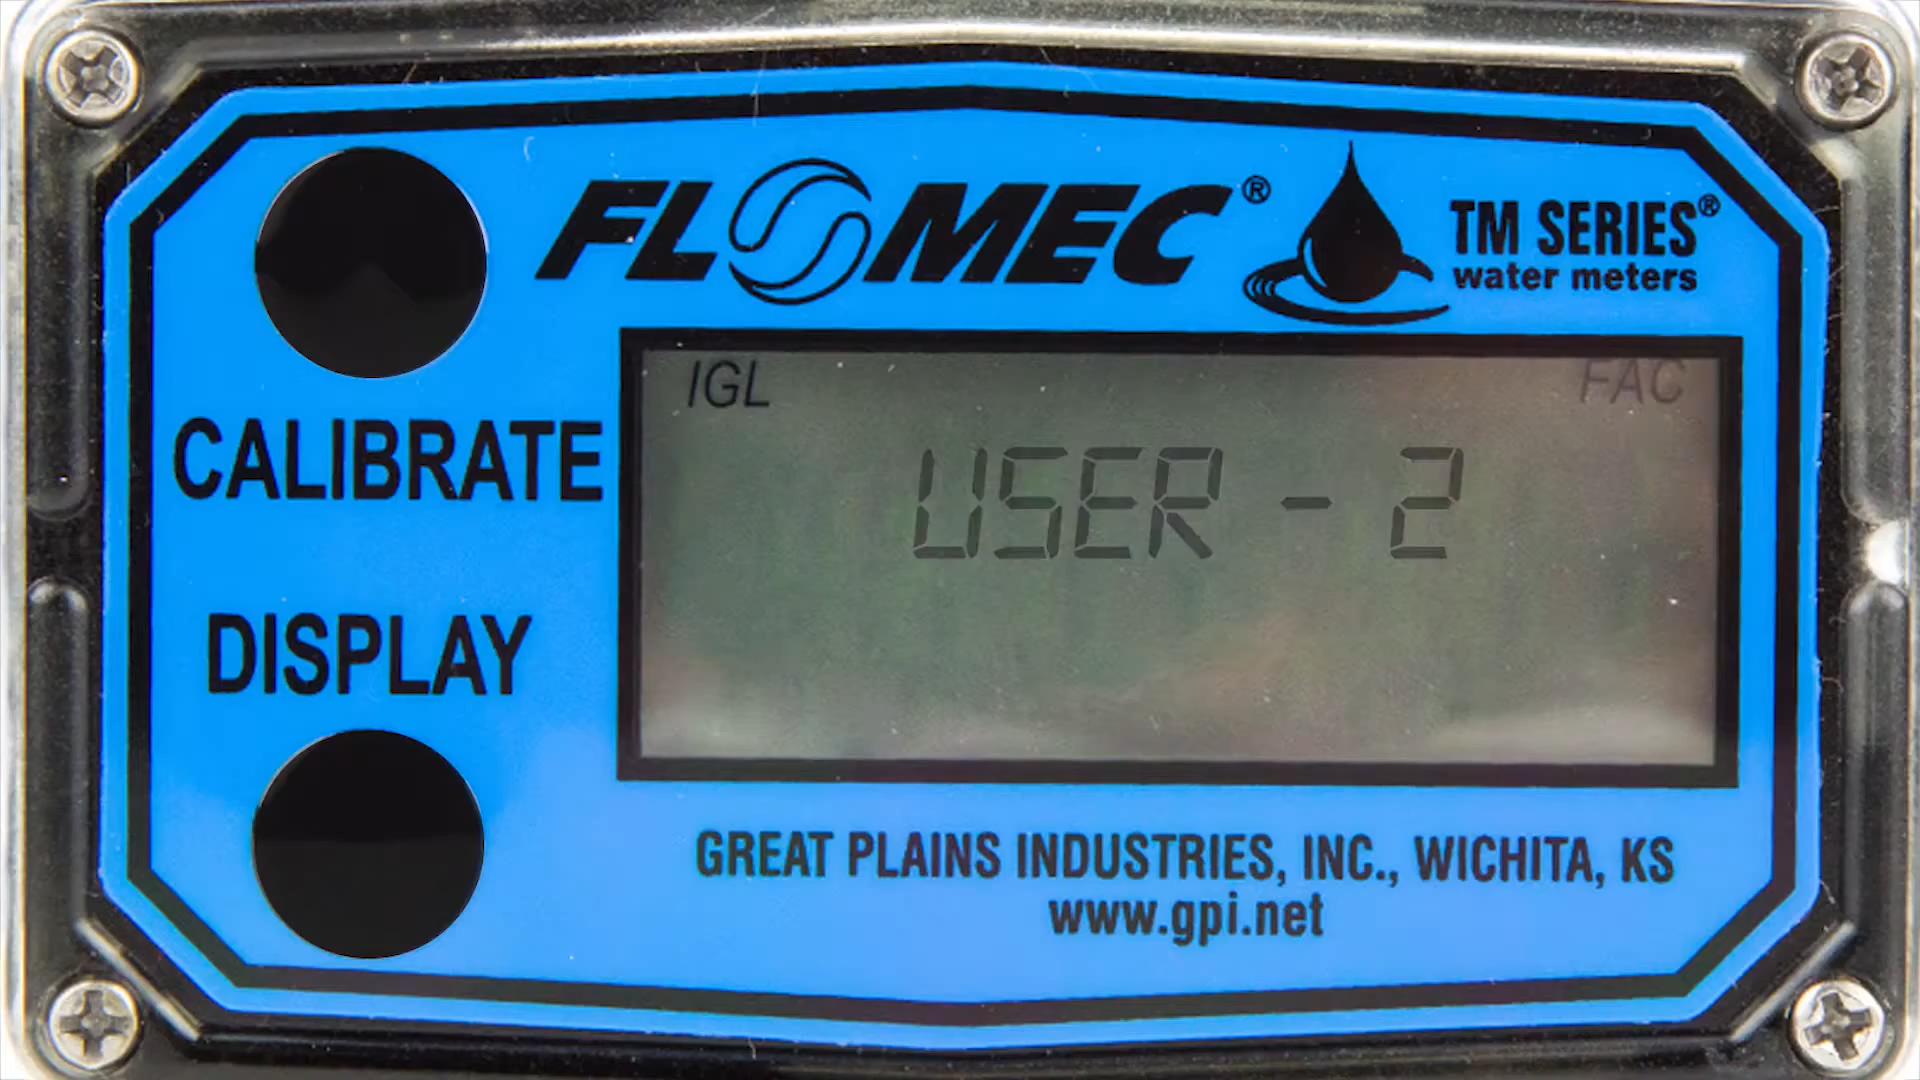 FLOMEC®
TM SERIES®
water meters
IGL FAC
USER - 2
CALIBRATE
DISPLAY
GREAT PLAINS INDUSTRIES, INC., WICHITA, KS
www.gpi.net